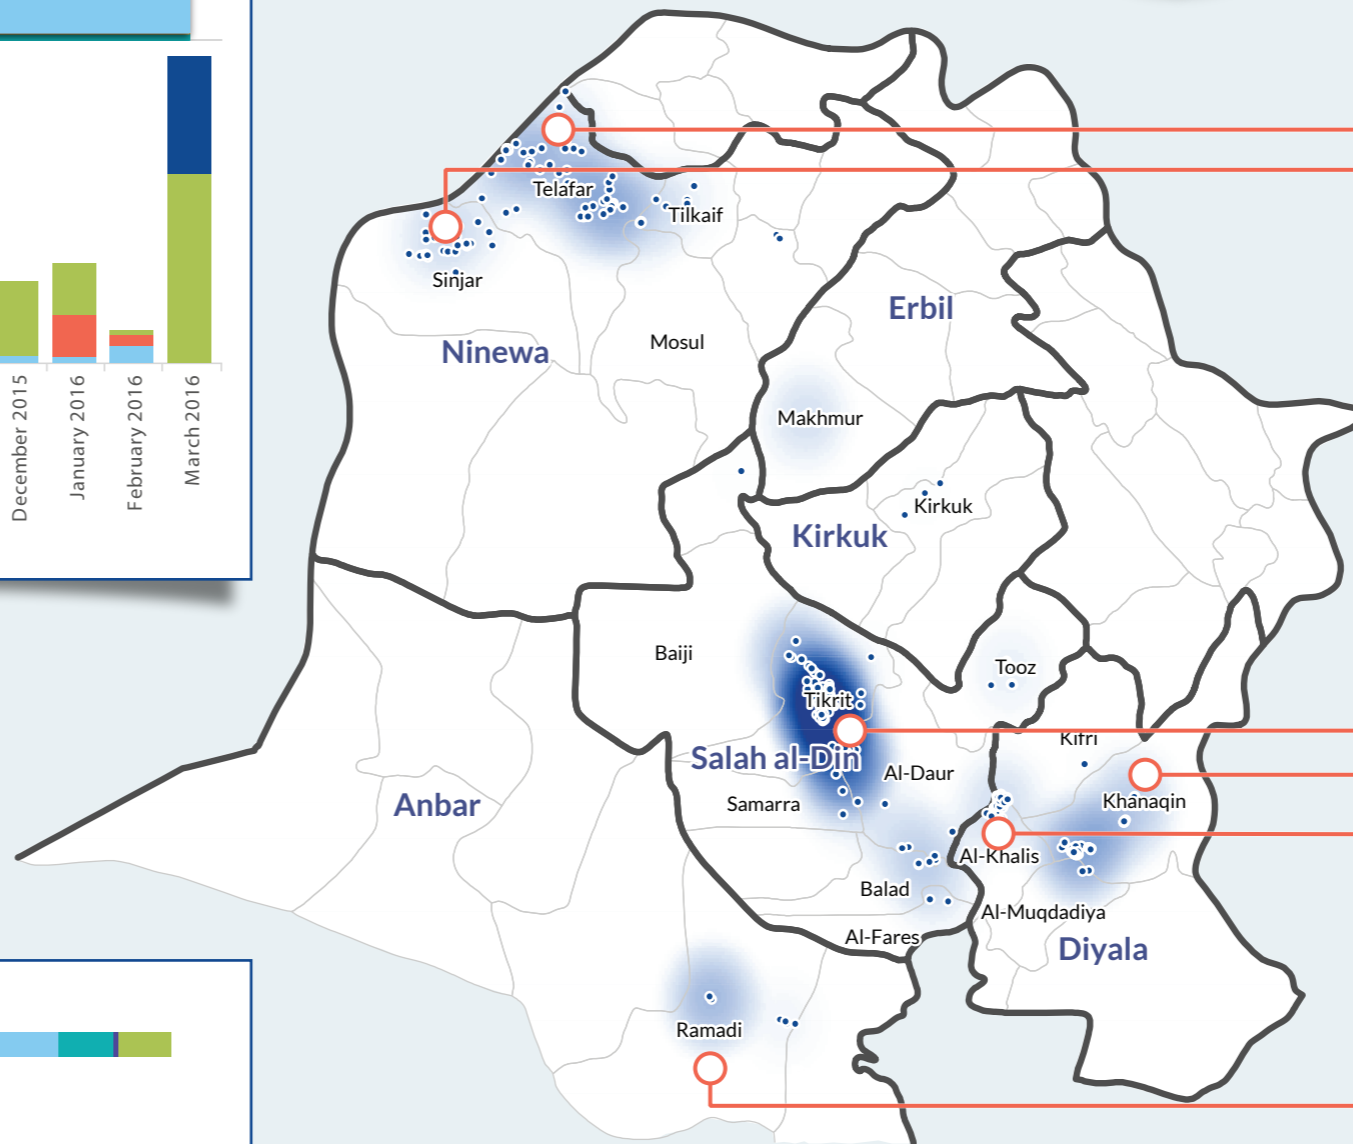 December 2015
January 2016
February 2016
March 2016
Telafar
Tilkaif
Sinjar
Erbil
Ninewa
Mosul
Makhmur
Kirkuk
Kirkuk
Baiji
Tooz
Tikrit
Kifri
Salah al-Din
Al-Daur
Anbar
Samarra
Khanaqin
Al-Khalis
Balad
Al-Muqdadiya
Al-Fares
Diyala
Ramadi